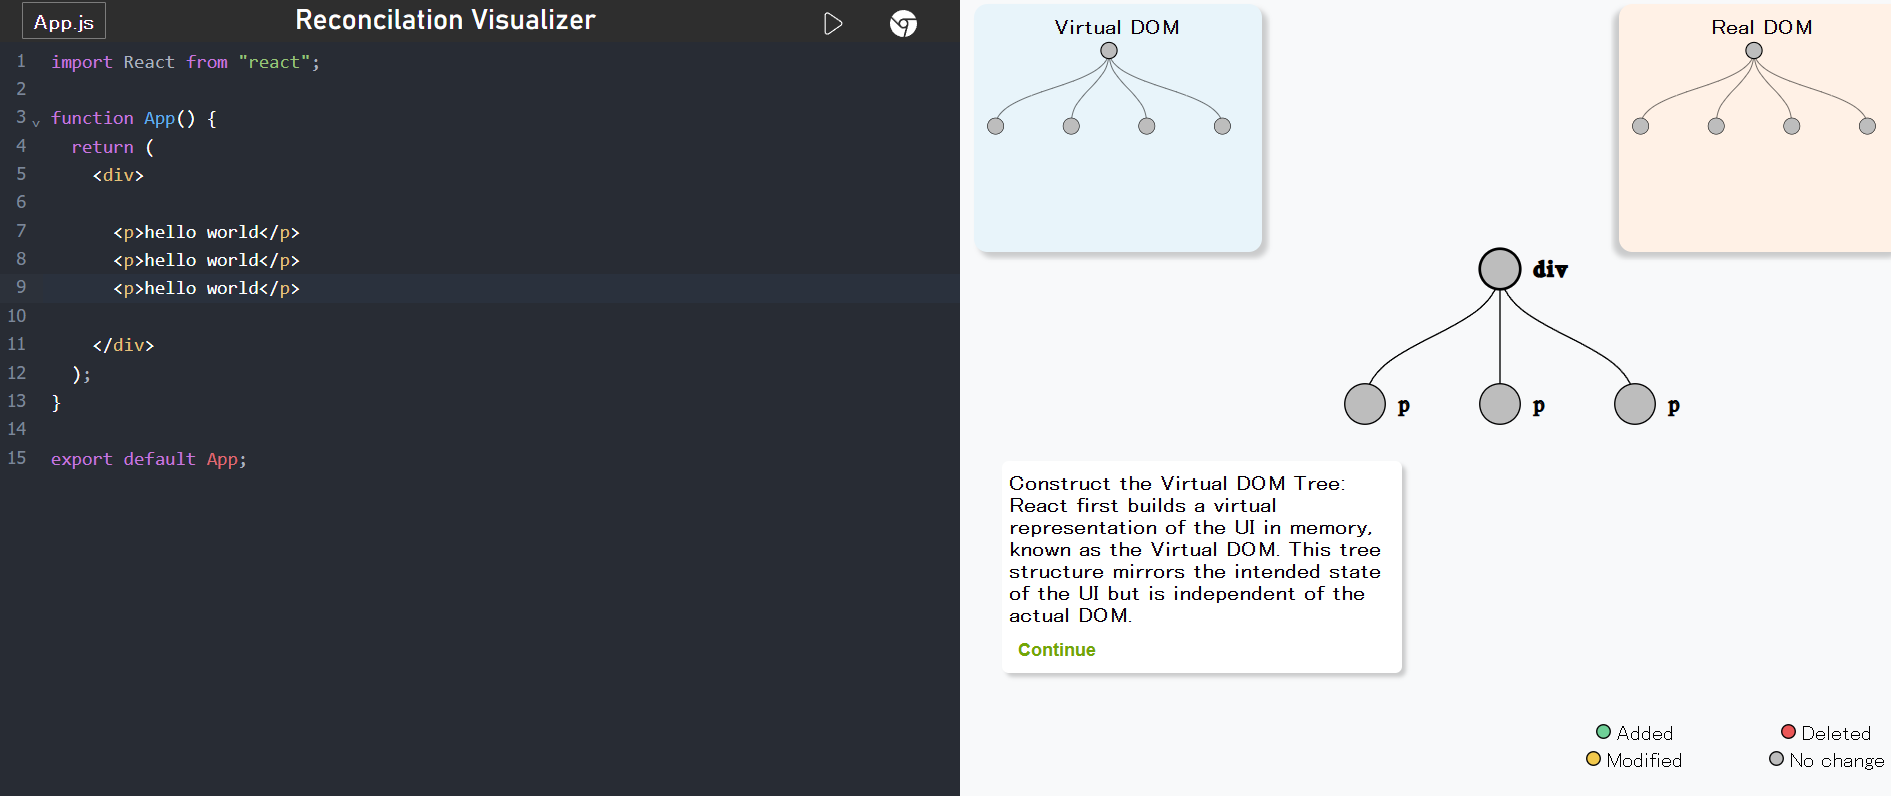 App.js
Reconcilation Visualizer
1 import React from "react";
2
3 function App() {
4 return (
5 <div>
6
7 <p>hello world</p>
8 <p>hello world</p>
9 <p>hello world</p>
10
11 </div>
12 );
13 }
14
15 export default App;
Virtual DOM
Real DOM
div
p p p
Construct the Virtual DOM Tree:
React first builds a virtual
representation of the UI in memory,
known as the Virtual DOM. This tree
structure mirrors the intended state
of the UI but is independent of the
actual DOM.
Continue
Added Deleted
Modified No change